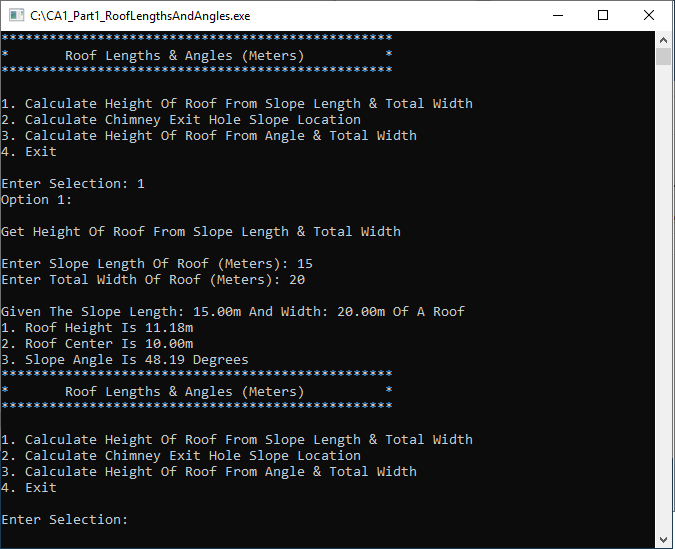 C:\CA1_Part1_RoofLengthsAndAngles.exe
*************************************************
*       Roof Lengths & Angles (Meters)          *
*************************************************
1. Calculate Height Of Roof From Slope Length & Total Width
2. Calculate Chimney Exit Hole Slope Location
3. Calculate Height Of Roof From Angle & Total Width
4. Exit
Enter Selection: 1
Option 1:
Get Height Of Roof From Slope Length & Total Width
Enter Slope Length Of Roof (Meters): 15
Enter Total Width Of Roof (Meters): 20
Given The Slope Length: 15.00m And Width: 20.00m Of A Roof
1. Roof Height Is 11.18m
2. Roof Center Is 10.00m
3. Slope Angle Is 48.19 Degrees
*************************************************
*       Roof Lengths & Angles (Meters)          *
*************************************************
1. Calculate Height Of Roof From Slope Length & Total Width
2. Calculate Chimney Exit Hole Slope Location
3. Calculate Height Of Roof From Angle & Total Width
4. Exit
Enter Selection: